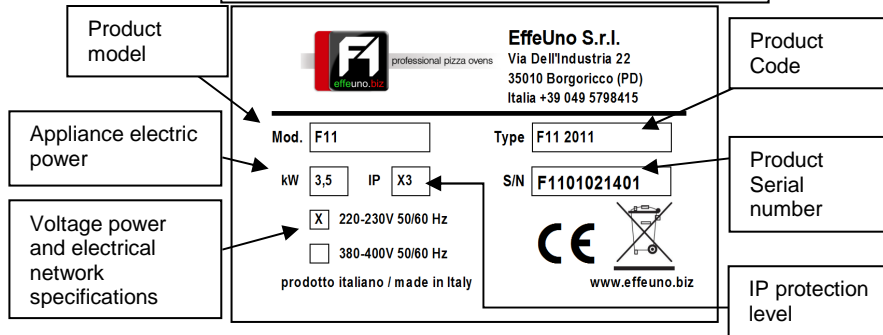 Product
model
Appliance electric
power
Voltage power
and electrical
network
specifications
effeuno.biz
professional pizza ovens
EffeUno S.r.l.
Via Dell'Industria 22
35010 Borgoricco (PD)
Italia +39 049 5798415
Mod. F11
Type F11 2011
kW 3,5 IP X3
S/N F1101021401
X 220-230V 50/60 Hz
380-400V 50/60 Hz
CE
prodotto italiano / made in Italy
www.effeuno.biz
Product
Code
Product
Serial
number
IP protection
level